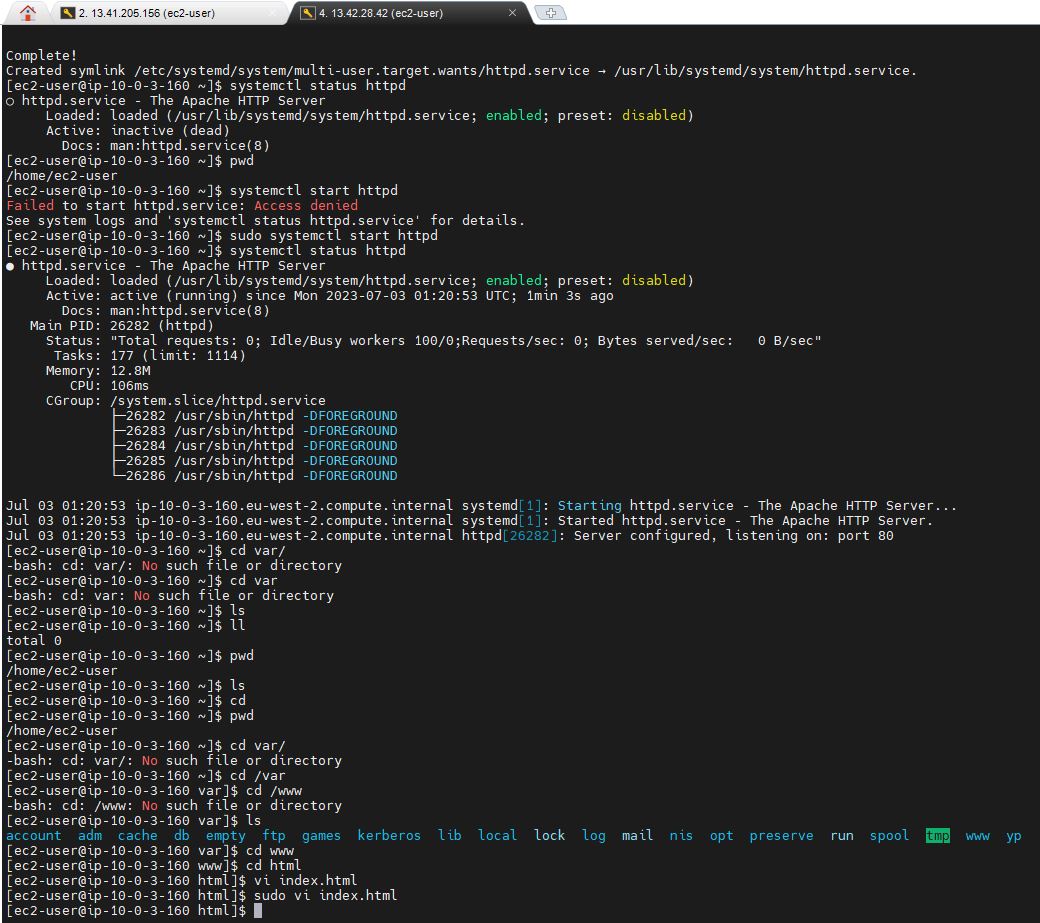 2. 13.41.205.156 (ec2-user)
4. 13.42.28.42 (ec2-user)
Complete!
Created symlink /etc/systemd/system/multi-user.target.wants/httpd.service → /usr/lib/systemd/system/httpd.service.
[ec2-user@ip-10-0-3-160 ~]$ systemctl status httpd
○ httpd.service - The Apache HTTP Server
     Loaded: loaded (/usr/lib/systemd/system/httpd.service; enabled; preset: disabled)
     Active: inactive (dead)
       Docs: man:httpd.service(8)
[ec2-user@ip-10-0-3-160 ~]$ pwd
/home/ec2-user
[ec2-user@ip-10-0-3-160 ~]$ systemctl start httpd
Failed to start httpd.service: Access denied
See system logs and 'systemctl status httpd.service' for details.
[ec2-user@ip-10-0-3-160 ~]$ sudo systemctl start httpd
[ec2-user@ip-10-0-3-160 ~]$ systemctl status httpd
● httpd.service - The Apache HTTP Server
     Loaded: loaded (/usr/lib/systemd/system/httpd.service; enabled; preset: disabled)
     Active: active (running) since Mon 2023-07-03 01:20:53 UTC; 1min 3s ago
       Docs: man:httpd.service(8)
   Main PID: 26282 (httpd)
     Status: "Total requests: 0; Idle/Busy workers 100/0;Requests/sec: 0; Bytes served/sec:   0 B/sec"
      Tasks: 177 (limit: 1114)
     Memory: 12.8M
        CPU: 106ms
     CGroup: /system.slice/httpd.service
             ├─26282 /usr/sbin/httpd -DFOREGROUND
             ├─26283 /usr/sbin/httpd -DFOREGROUND
             ├─26284 /usr/sbin/httpd -DFOREGROUND
             ├─26285 /usr/sbin/httpd -DFOREGROUND
             └─26286 /usr/sbin/httpd -DFOREGROUND
Jul 03 01:20:53 ip-10-0-3-160.eu-west-2.compute.internal systemd[1]: Starting httpd.service - The Apache HTTP Server...
Jul 03 01:20:53 ip-10-0-3-160.eu-west-2.compute.internal systemd[1]: Started httpd.service - The Apache HTTP Server.
Jul 03 01:20:53 ip-10-0-3-160.eu-west-2.compute.internal httpd[26282]: Server configured, listening on: port 80
[ec2-user@ip-10-0-3-160 ~]$ cd var/
-bash: cd: var/: No such file or directory
[ec2-user@ip-10-0-3-160 ~]$ cd var
-bash: cd: var: No such file or directory
[ec2-user@ip-10-0-3-160 ~]$ ls
[ec2-user@ip-10-0-3-160 ~]$ ll
total 0
[ec2-user@ip-10-0-3-160 ~]$ pwd
/home/ec2-user
[ec2-user@ip-10-0-3-160 ~]$ ls
[ec2-user@ip-10-0-3-160 ~]$ cd
[ec2-user@ip-10-0-3-160 ~]$ pwd
/home/ec2-user
[ec2-user@ip-10-0-3-160 ~]$ cd var/
-bash: cd: var/: No such file or directory
[ec2-user@ip-10-0-3-160 ~]$ cd /var
[ec2-user@ip-10-0-3-160 var]$ cd /www
-bash: cd: /www: No such file or directory
[ec2-user@ip-10-0-3-160 var]$ ls
account  adm  cache  db  empty  ftp  games  kerberos  lib  local  lock  log  mail  nis  opt  preserve  run  spool  tmp  www  yp
[ec2-user@ip-10-0-3-160 var]$ cd www
[ec2-user@ip-10-0-3-160 www]$ cd html
[ec2-user@ip-10-0-3-160 html]$ vi index.html
[ec2-user@ip-10-0-3-160 html]$ sudo vi index.html
[ec2-user@ip-10-0-3-160 html]$